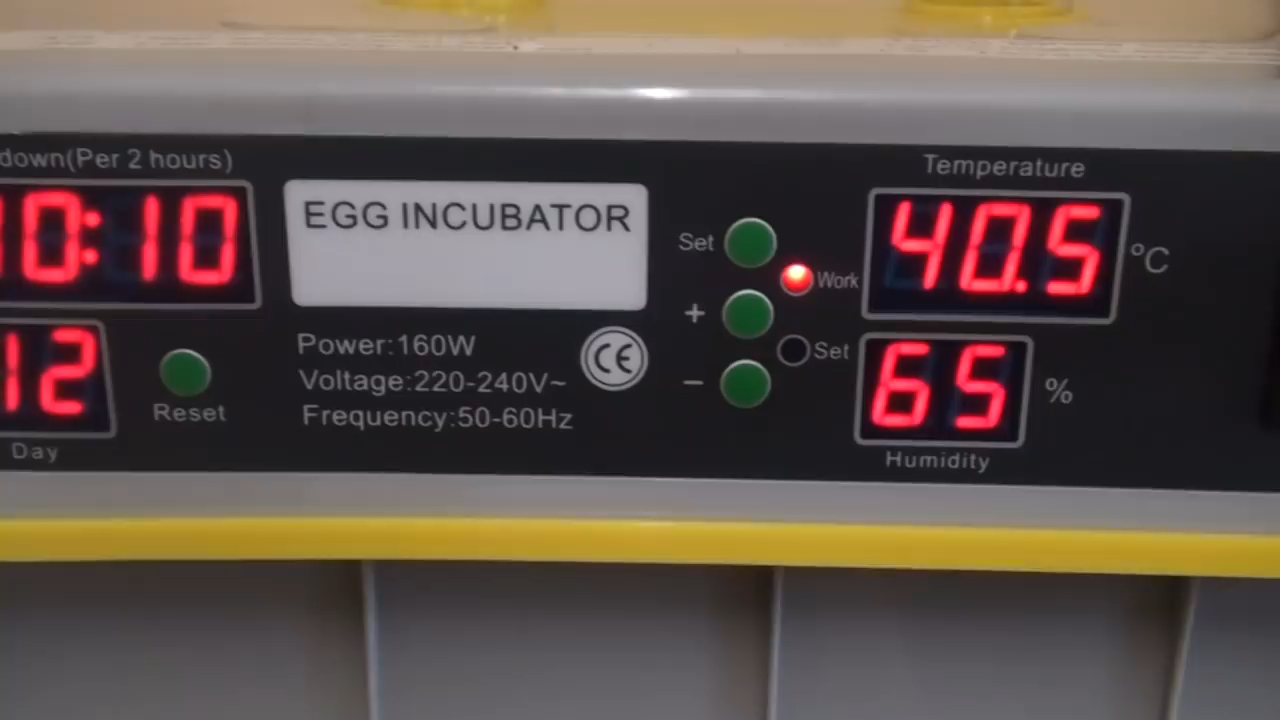 down(Per 2 hours)
10:10
12
Day
Reset
EGG INCUBATOR
Power:160W
Voltage:220-240V~
Frequency:50-60Hz
CE
Set
+
−
Work
Set
Temperature
40.5 °C
65 %
Humidity